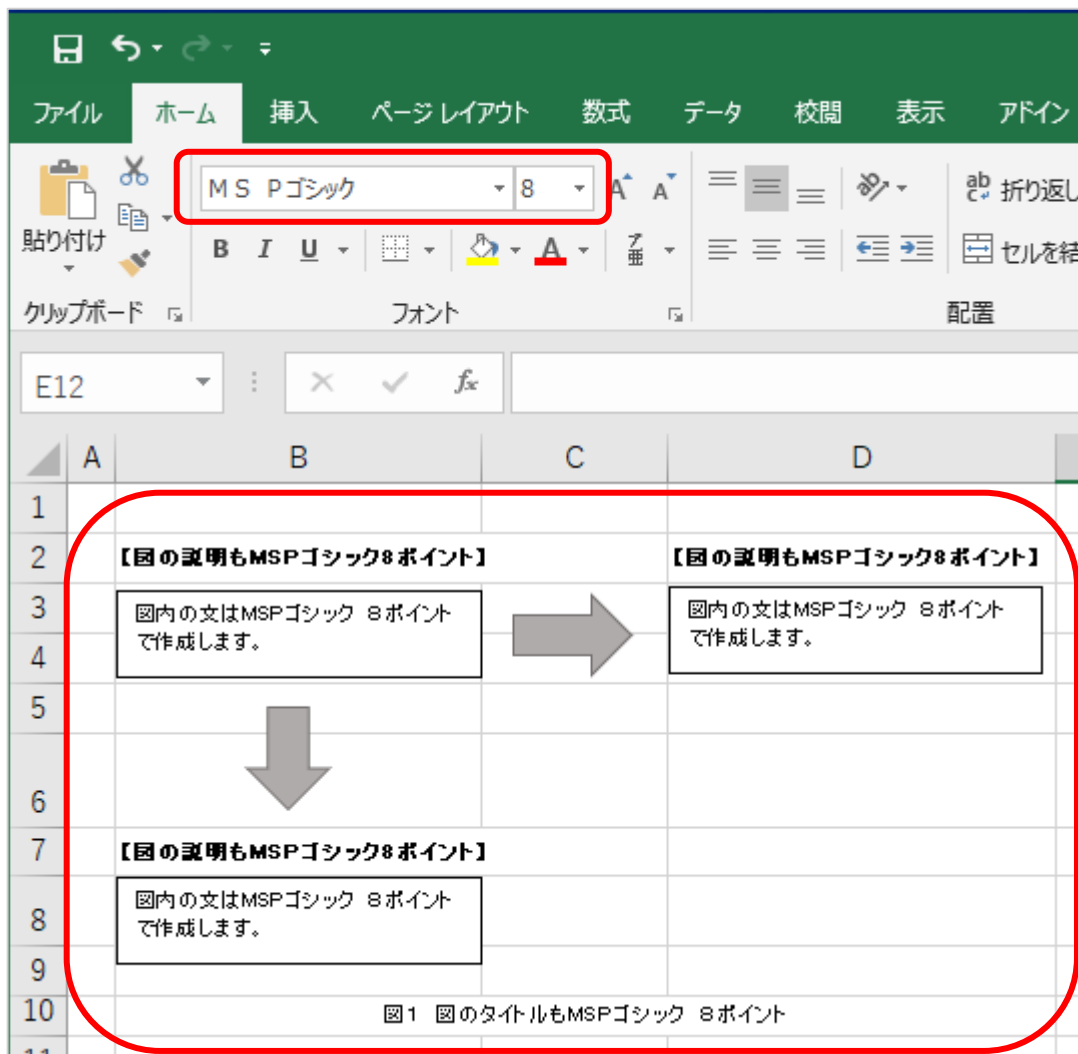 ファイル ホーム 挿入 ページ レイアウト 数式 データ 校閲 表示 アドイン
ＭＳ Ｐゴシック 8 A A ab 折り返し
貼り付け B I U A ア亜 セルを結
クリップボード フォント 配置
E12 fx
A B C D
1
2 【図の説明もMSPゴシック8ポイント】 【図の説明もMSPゴシック8ポイント】
3 図内の文はMSPゴシック ８ポイント 図内の文はMSPゴシック ８ポイント
4 で作成します。 で作成します。
5
6
7 【図の説明もMSPゴシック8ポイント】
図内の文はMSPゴシック ８ポイント
8 で作成します。
9
10 図１ 図のタイトルもMSPゴシック ８ポイント